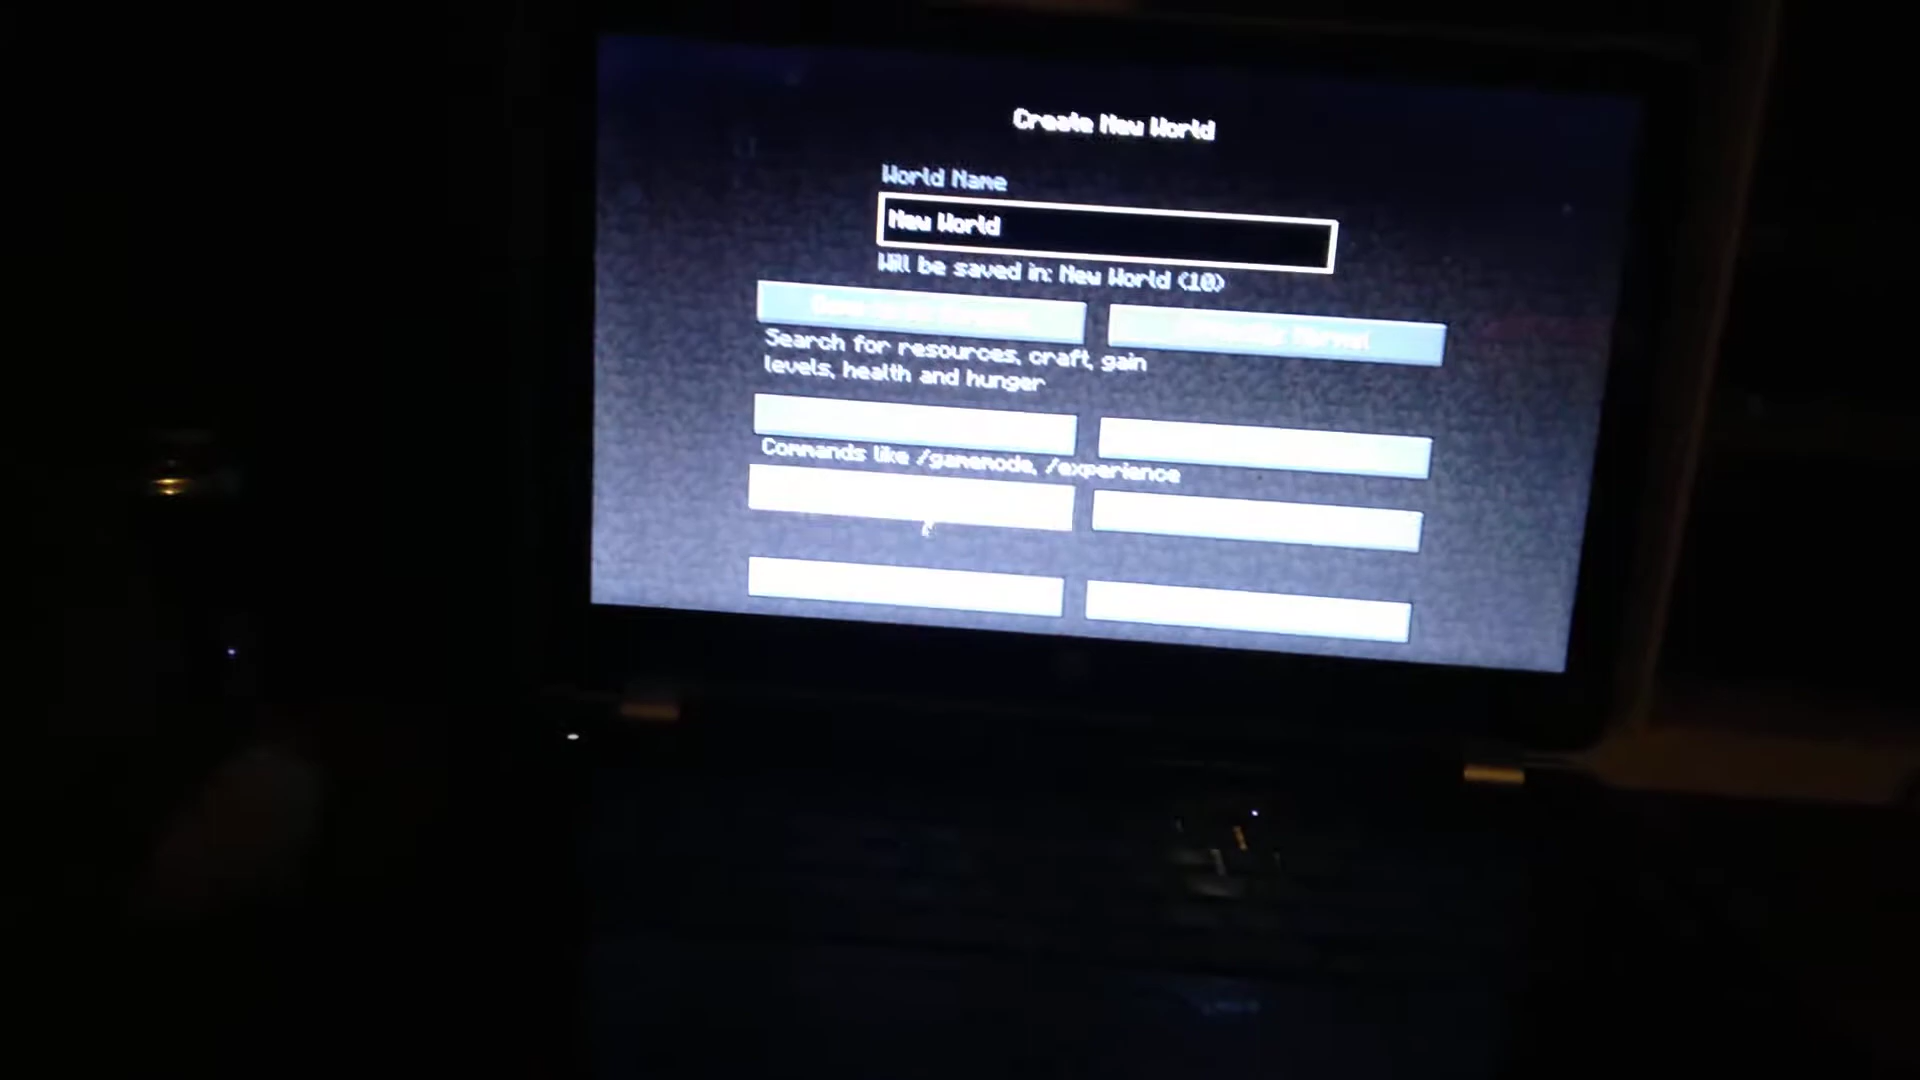 Create New World
World Name
New World
Will be saved in: New World (10)
Normal
Search for resources, craft, gain
levels, health and hunger
Commands like /gamemode, /experience